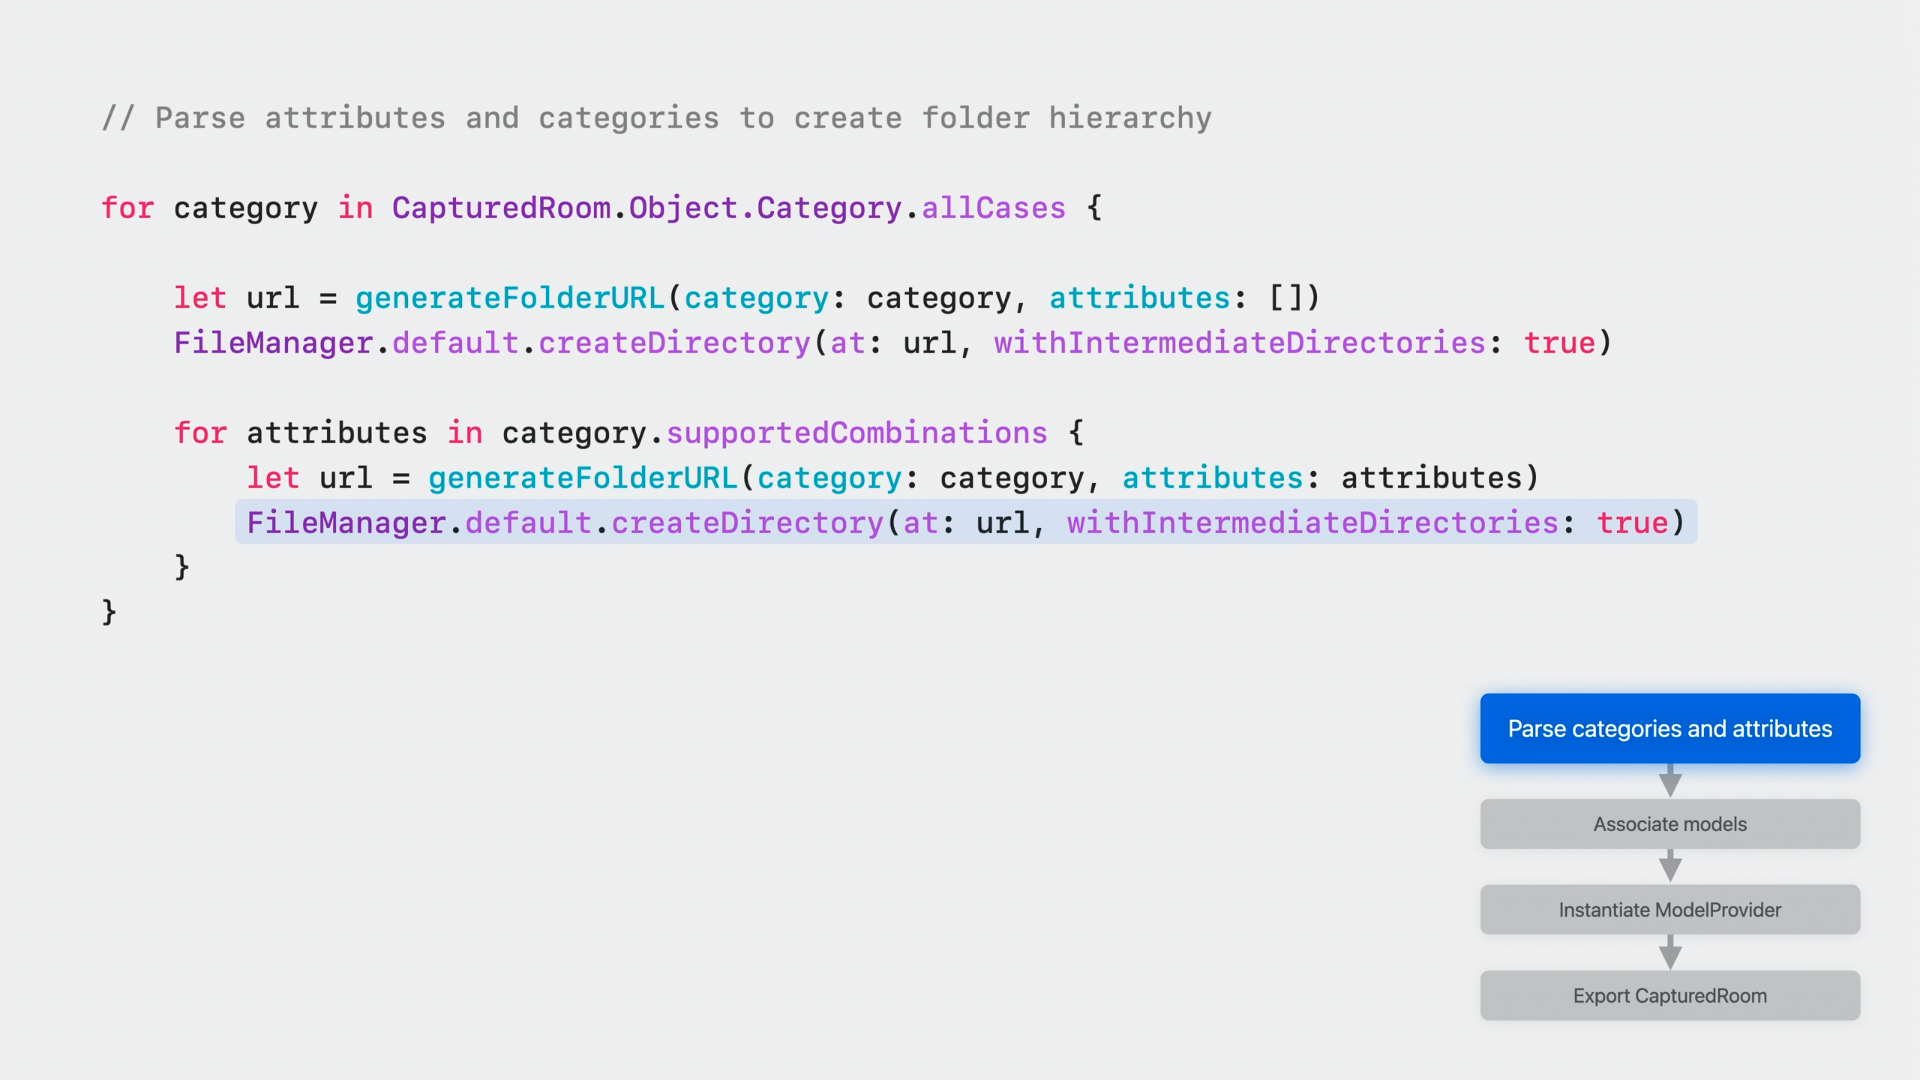 // Parse attributes and categories to create folder hierarchy
for category in CapturedRoom.Object.Category.allCases {
let url = generateFolderURL(category: category, attributes: [])
FileManager.default.createDirectory(at: url, withIntermediateDirectories: true)
for attributes in category.supportedCombinations {
let url = generateFolderURL(category: category, attributes: attributes)
FileManager.default.createDirectory(at: url, withIntermediateDirectories: true)
}
}
Parse categories and attributes
Associate models
Instantiate ModelProvider
Export CapturedRoom